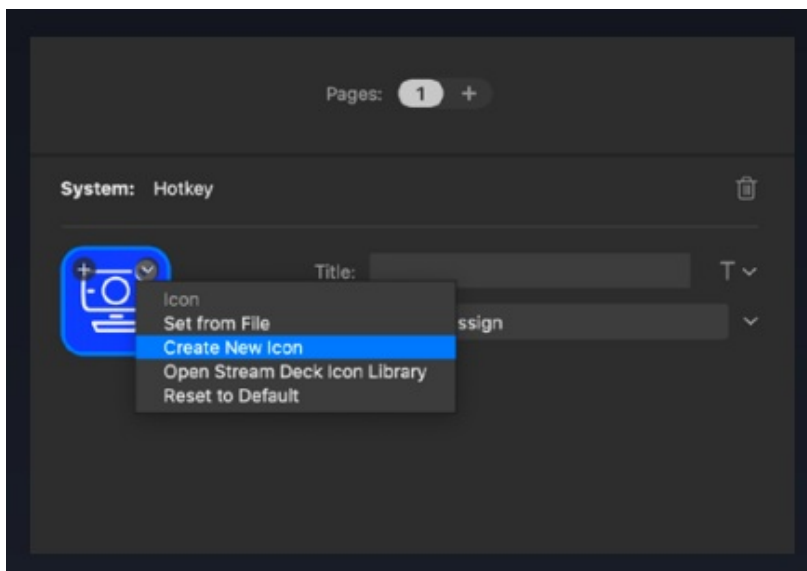 Pages: 1 +
System: Hotkey
Title:
T
Icon
Set from File
ssign
Create New Icon
Open Stream Deck Icon Library
Reset to Default